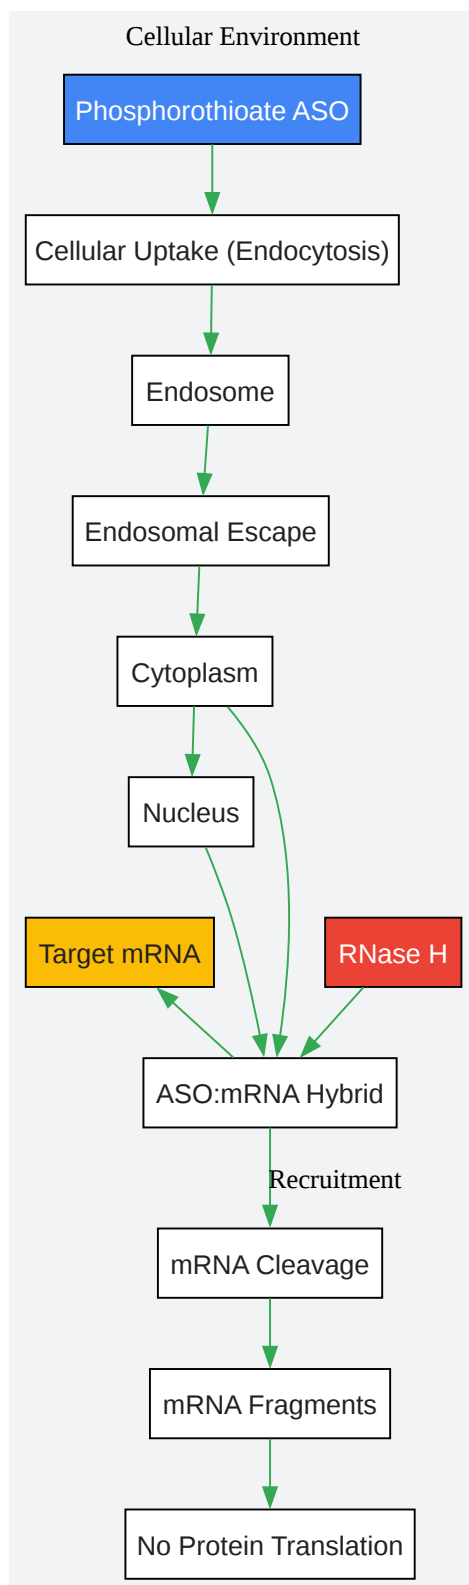 Cellular Environment
Phosphorothioate ASO
Cellular Uptake (Endocytosis)
Endosome
Endosomal Escape
Cytoplasm
Nucleus
Target mRNA
RNase H
ASO:mRNA Hybrid
Recruitment
mRNA Cleavage
mRNA Fragments
No Protein Translation